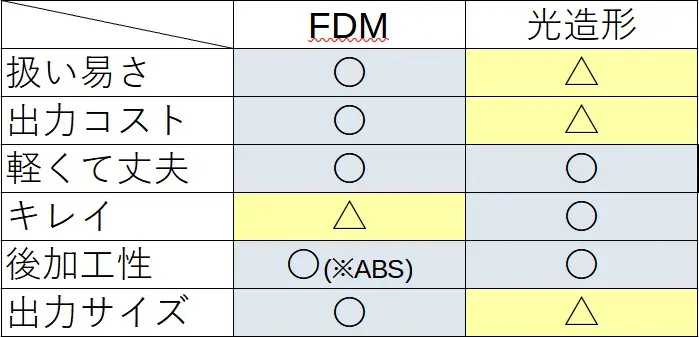 FDM 光造形
扱い易さ ○ △
出力コスト ○ △
軽くて丈夫 ○ ○
キレイ △ ○
後加工性 ○(※ABS) ○
出力サイズ ○ △